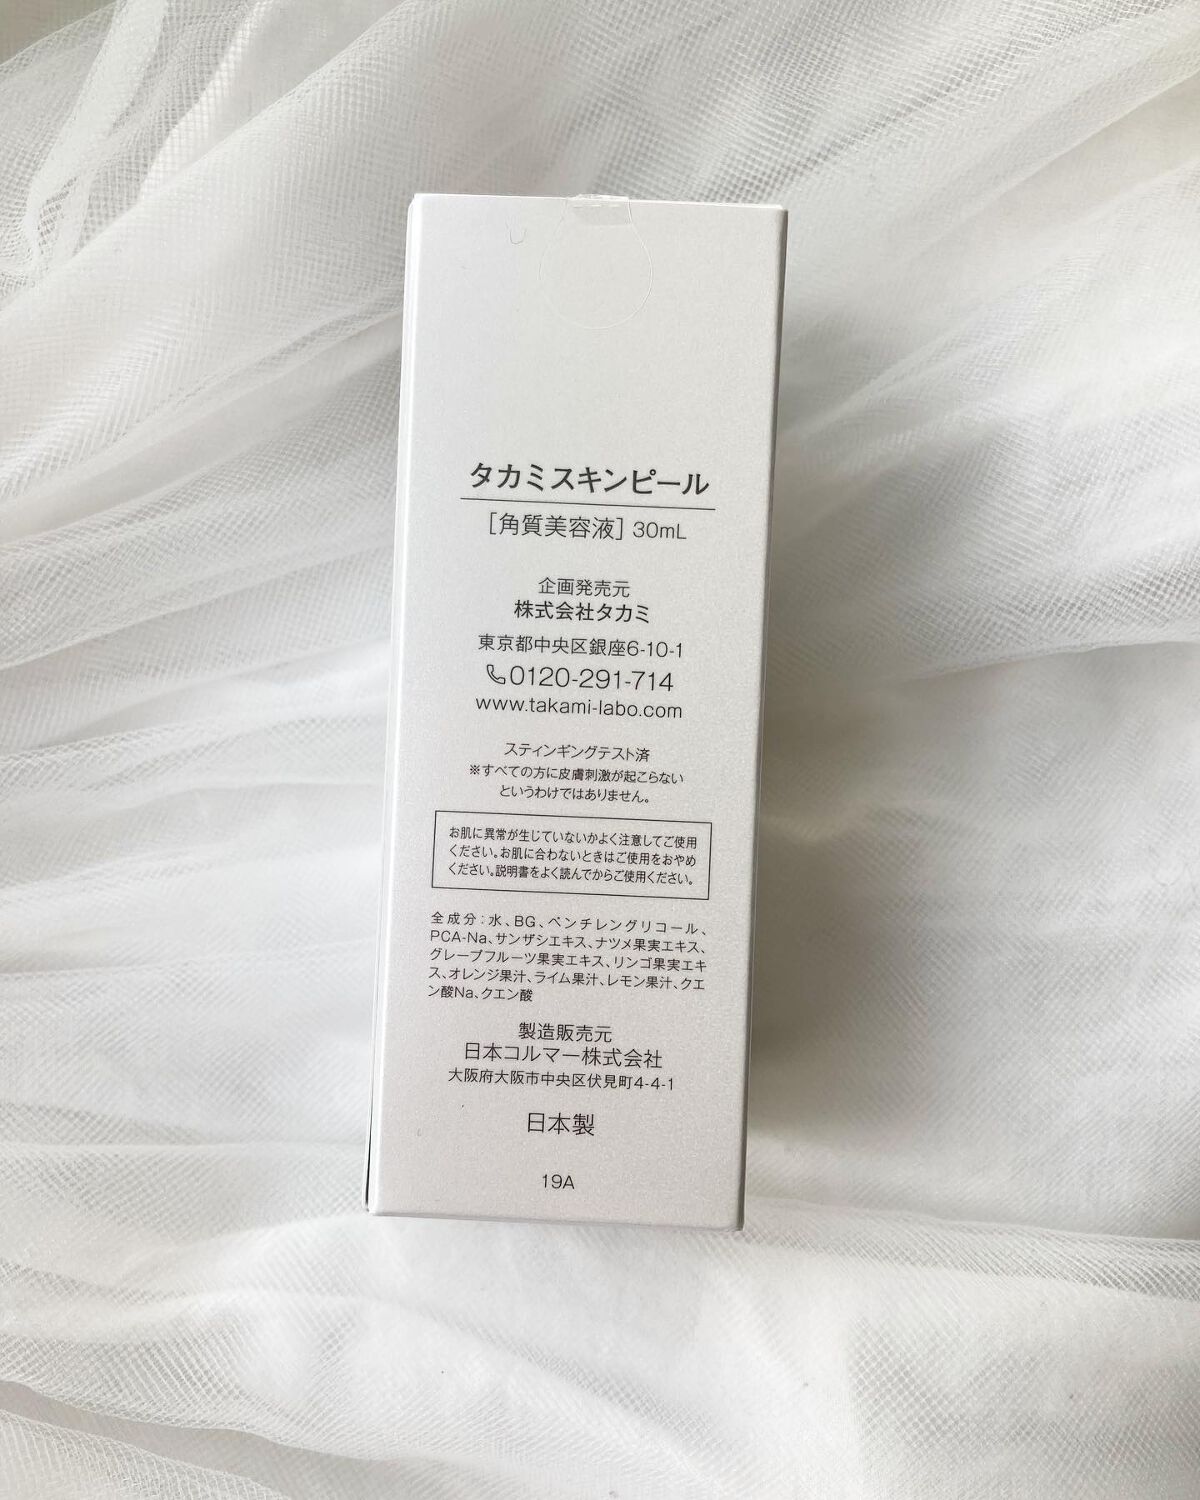 タカミスキンピール
［角質美容液］30mL
企画発売元
株式会社タカミ
東京都中央区銀座6-10-1
0120-291-714
www.takami-labo.com
スティンギングテスト済
※すべての方に皮膚刺激が起こらない
というわけではありません。
お肌に異常が生じていないかよく注意してご使用
ください。お肌に合わないときはご使用をおやめ
ください。説明書をよく読んでからご使用ください。
全成分：水、BG、ペンチレングリコール、
PCA-Na、サンザシエキス、ナツメ果実エキス、
グレープフルーツ果実エキス、リンゴ果実エキ
ス、オレンジ果汁、ライム果汁、レモン果汁、クエ
ン酸Na、クエン酸
製造販売元
日本コルマー株式会社
大阪府大阪市中央区伏見町4-4-1
日本製
19A